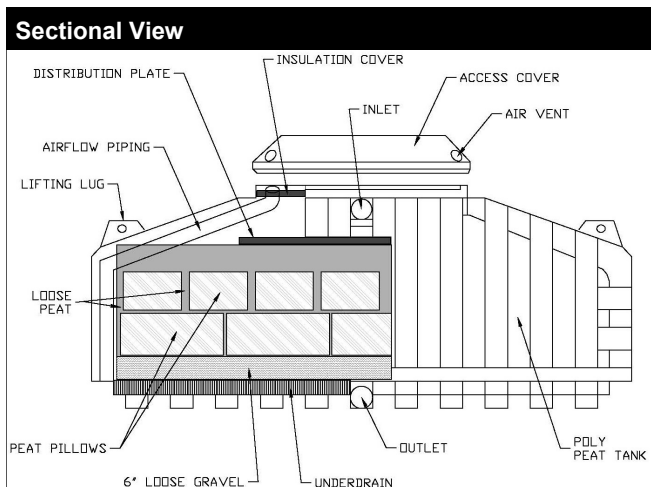 Sectional View
INSULATION COVER
DISTRIBUTION PLATE
ACCESS COVER
INLET
AIR VENT
AIRFLOW PIPING
LIFTING LUG
LOOSE
PEAT
PEAT PILLOWS
OUTLET
POLY
PEAT TANK
6" LOOSE GRAVEL
UNDERDRAIN